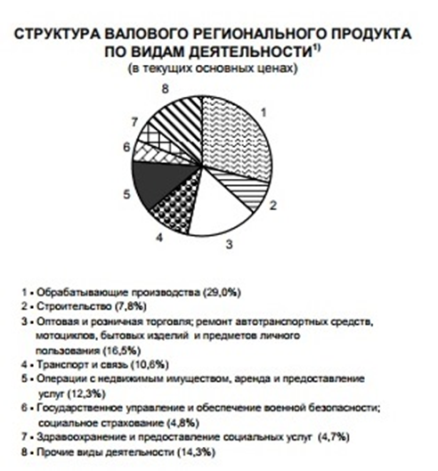 СТРУКТУРА ВАЛОВОГО РЕГИОНАЛЬНОГО ПРОДУКТА
ПО ВИДАМ ДЕЯТЕЛЬНОСТИ¹⁾
(в текущих основных ценах)
8
1
7
6
2
5
4
3
1 - Обрабатывающие производства (29,0%)
2 - Строительство (7,8%)
3 - Оптовая и розничная торговля; ремонт автотранспортных средств,
мотоциклов, бытовых изделий и предметов личного
пользования (16,5%)
4 - Транспорт и связь (10,6%)
5 - Операции с недвижимым имуществом, аренда и предоставление
услуг (12,3%)
6 - Государственное управление и обеспечение военной безопасности;
социальное страхование (4,8%)
7 - Здравоохранение и предоставление социальных услуг (4,7%)
8 - Прочие виды деятельности (14,3%)